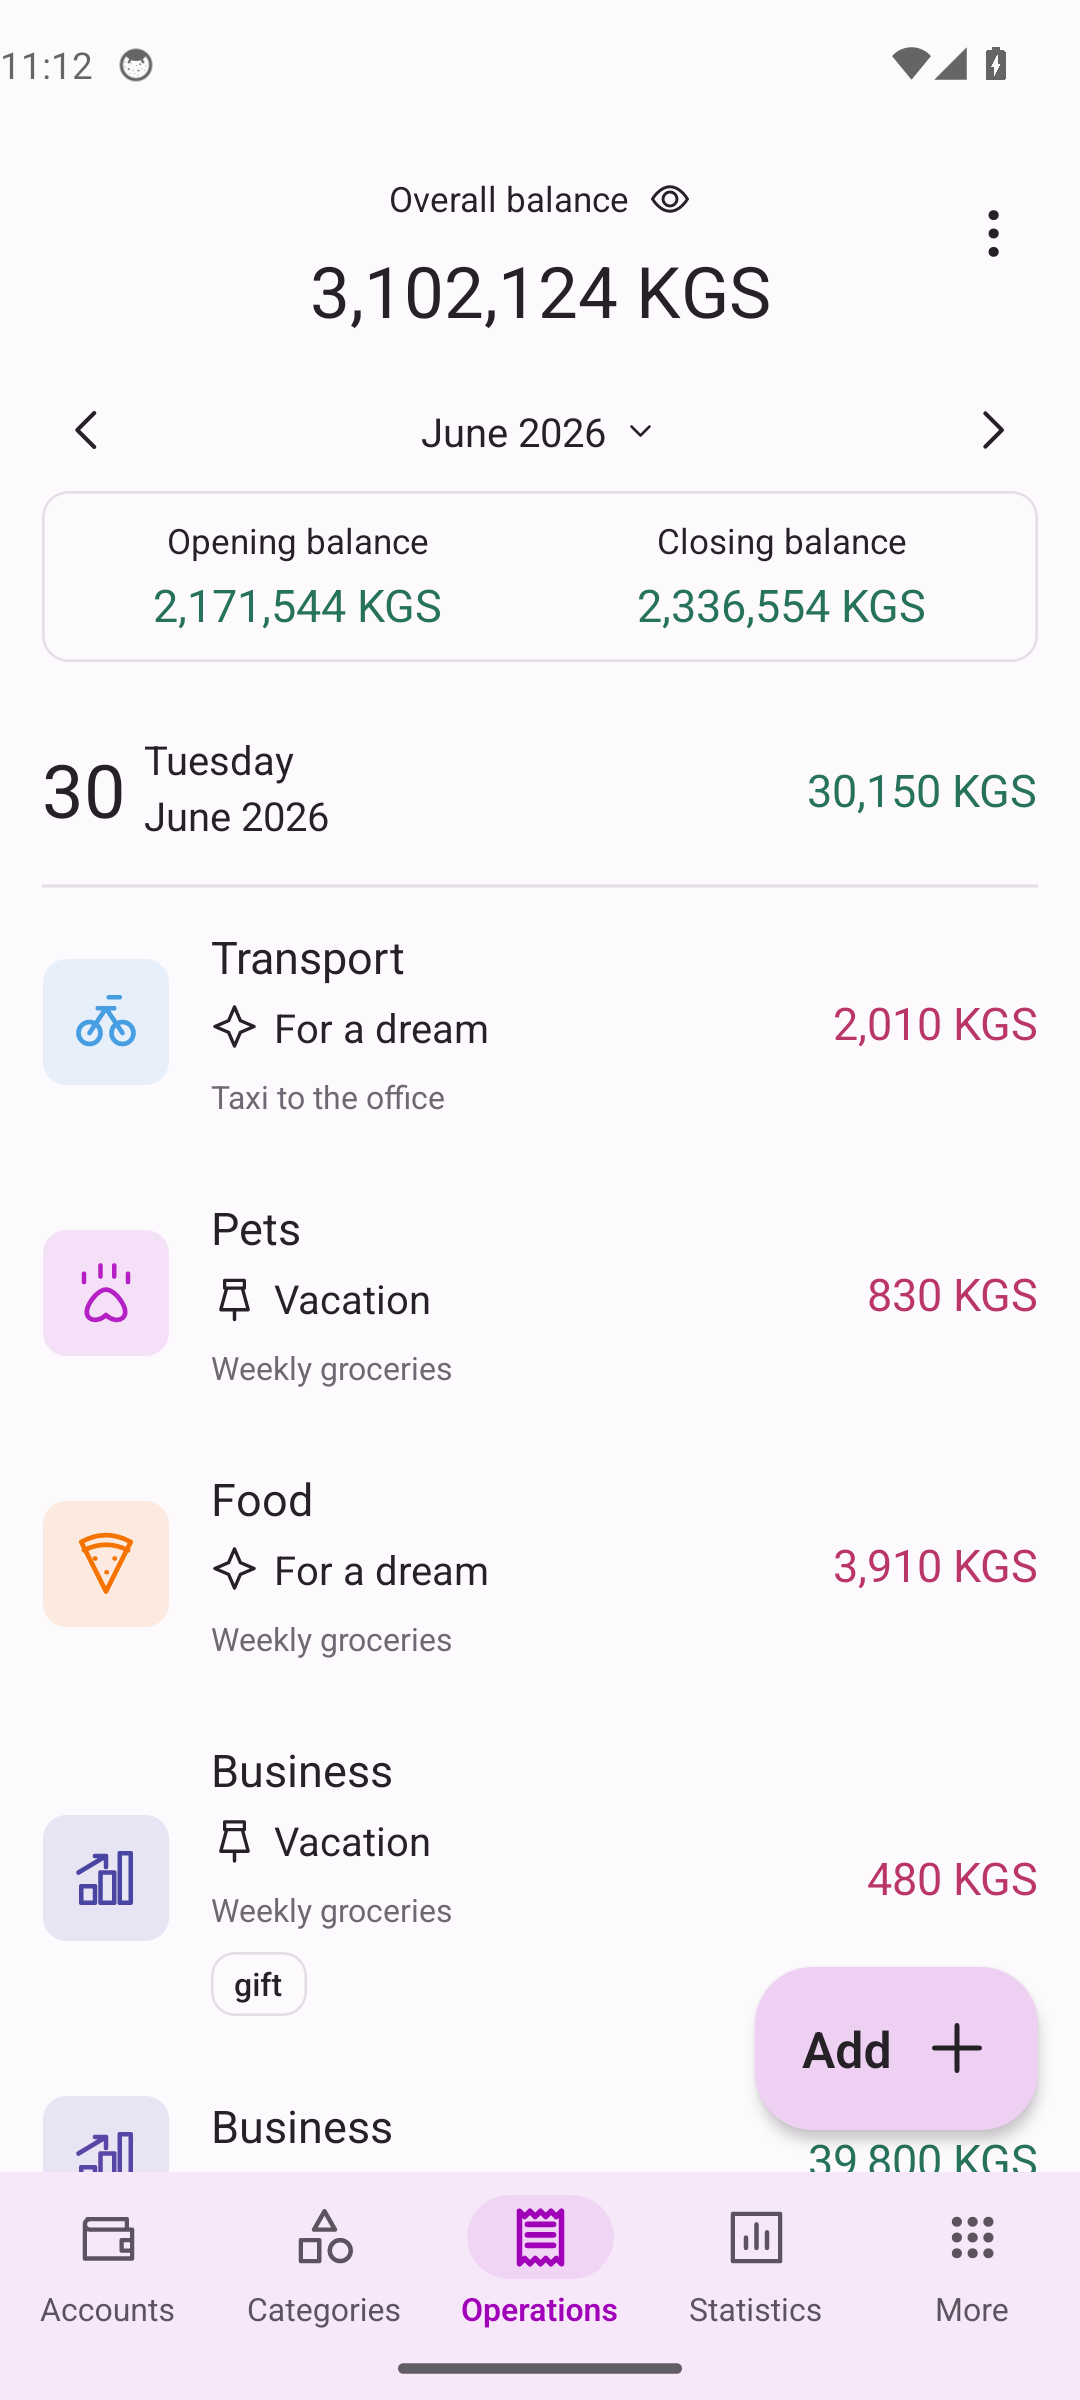 11:12
Overall balance
3,102,124 KGS
June 2026
Opening balance
2,171,544 KGS
Closing balance
2,336,554 KGS
30
Tuesday
June 2026
30,150 KGS
Transport
For a dream
Taxi to the office
2,010 KGS
Pets
Vacation
Weekly groceries
830 KGS
Food
For a dream
Weekly groceries
3,910 KGS
Business
Vacation
Weekly groceries
gift
480 KGS
Add
Business
39,800 KGS
Accounts
Categories
Operations
Statistics
More